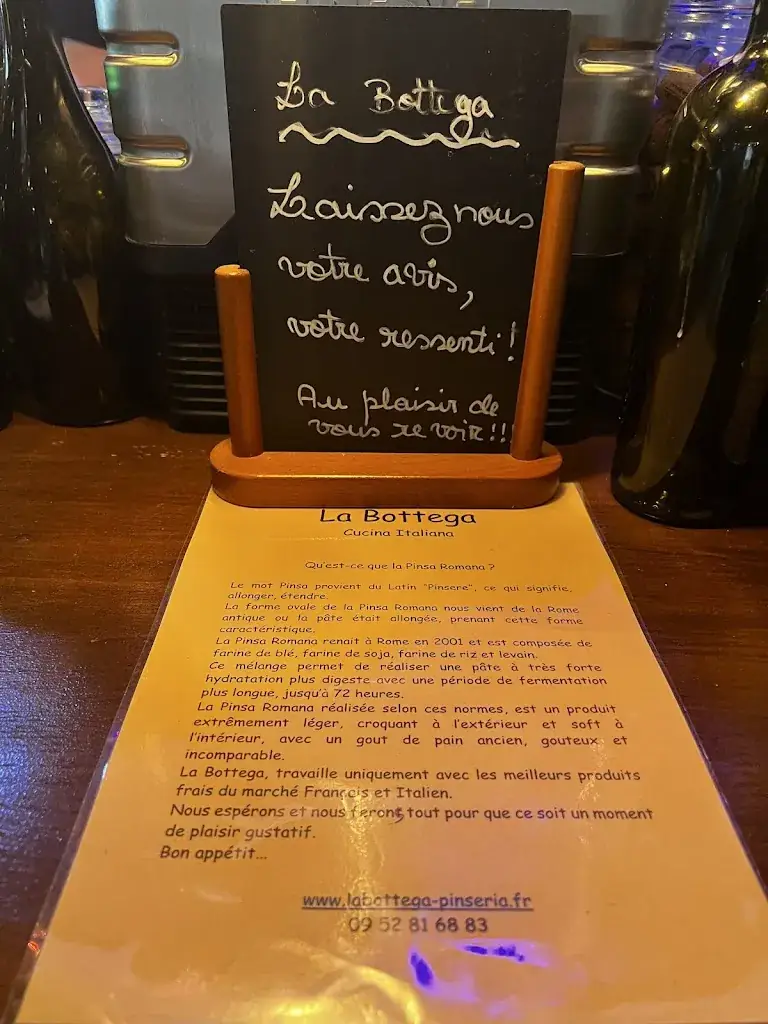 La Bottega
Laissez nous
votre avis,
votre ressenti!
Au plaisir de
vous revoir!!!
La Bottega
Cucina Italiana
Qu'est-ce que la Pinsa Romana ?
Le mot Pinsa provient du Latin "Pinsere", ce qui signifie,
allonger, étendre.
La forme ovale de la Pinsa Romana nous vient de la Rome
antique ou la pâte était allongée, prenant cette forme
caractéristique.
La Pinsa Romana renait à Rome en 2001 et est composée de
farine de blé, farine de soja, farine de riz et levain.
Ce mélange permet de réaliser une pâte à très forte
hydratation plus digeste avec une période de fermentation
plus longue, jusqu'à 72 heures.
La Pinsa Romana réalisée selon ces normes, est un produit
extrêmement léger, croquant à l'extérieur et soft à
l'intérieur, avec un gout de pain ancien, gouteux et
incomparable.
La Bottega, travaille uniquement avec les meilleurs produits
frais du marché Français et Italien.
Nous espérons et nous ferons tout pour que ce soit un moment
de plaisir gustatif.
Bon appétit...
www.labottega-pinseria.fr
09 52 81 68 83